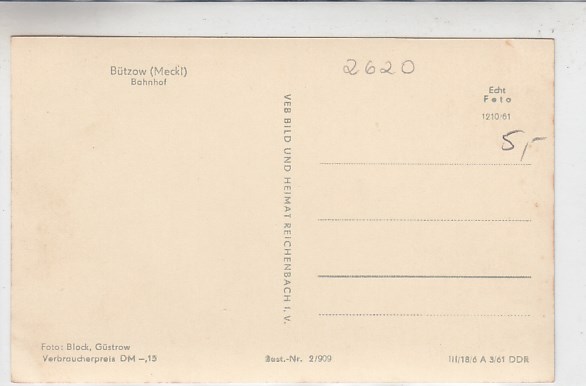 Bützow (Meckl)
Bahnhof
2620
Echt
Foto
1210/61
5,-
VEB BILD UND HEIMAT REICHENBACH I. V.
Foto: Block, Güstrow
Verbraucherpreis DM –,15
Best.-Nr. 2/909
III/18/6 A 3/61 DDR